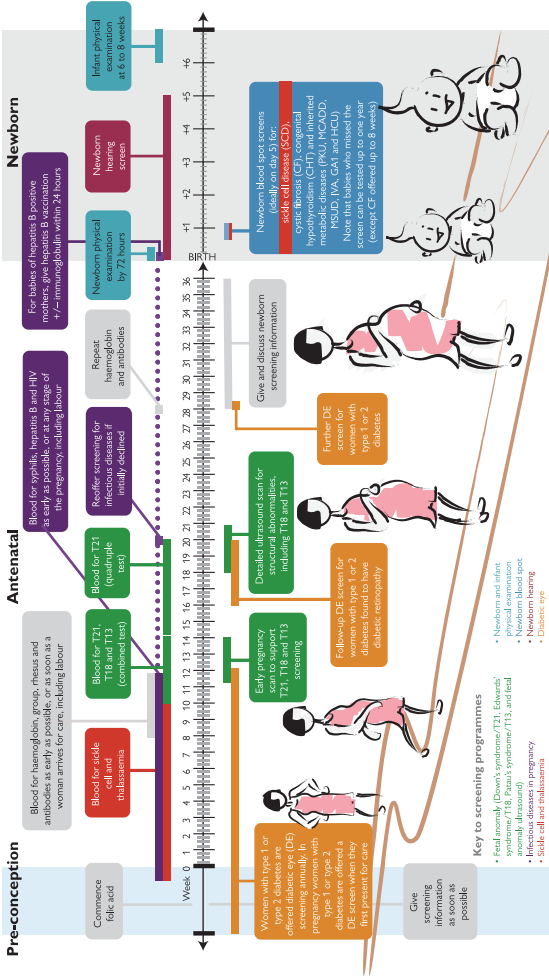 Pre-conception
Antenatal
Newborn
Commence
folic acid
Blood for haemoglobin, group, rhesus and
antibodies as early as possible, or as soon as a
woman arrives for care, including labour
Blood for sickle
cell and
thalassaemia
Blood for T21,
T18 and T13
(combined test)
Blood for T21
(quadruple
test)
Blood for syphilis, hepatitis B and HIV
as early as possible, or at any stage of
the pregnancy, including labour
Reoffer screening for
infectious diseases if
initially declined
Repeat
haemoglobin
and antibodies
For babies of hepatitis B positive
mothers, give hepatitis B vaccination
+/− immunoglobulin within 24 hours
Newborn physical
examination
by 72 hours
Newborn
hearing
screen
Infant physical
examination
at 6 to 8 weeks
Week 0 1 2 3 4 5 6 7 8 9 10 11 12 13 14 15 16 17 18 19 20 21 22 23 24 25 26 27 28 29 30 31 32 33 34 35 36 BIRTH +1 +2 +3 +4 +5 +6
Women with type 1 or
type 2 diabetes are
offered diabetic eye (DE)
screening annually. In
pregnancy women with
type 1 or type 2
diabetes are offered a
DE screen when they
first present for care
Give
screening
information
as soon as
possible
Early pregnancy
scan to support
T21, T18 and T13
screening
Follow-up DE screen for
women with type 1 or 2
diabetes found to have
diabetic retinopathy
Detailed ultrasound scan for
structural abnormalities,
including T18 and T13
Further DE
screen for
women with
type 1 or 2
diabetes
Give and discuss newborn
screening information
Newborn blood spot screens
(ideally on day 5) for:
sickle cell disease (SCD),
cystic fibrosis (CF), congenital
hypothyroidism (CHT) and inherited
metabolic diseases (PKU, MCADD,
MSUD, IVA, GA1 and HCU)
Note that babies who missed the
screen can be tested up to one year
(except CF offered up to 8 weeks)
Key to screening programmes
• Fetal anomaly (Down's syndrome/T21, Edwards'
syndrome/T18, Patau's syndrome/T13, and fetal
anomaly ultrasound)
• Infectious diseases in pregnancy
• Sickle cell and thalassaemia
• Newborn and infant
physical examination
• Newborn blood spot
• Newborn hearing
• Diabetic eye